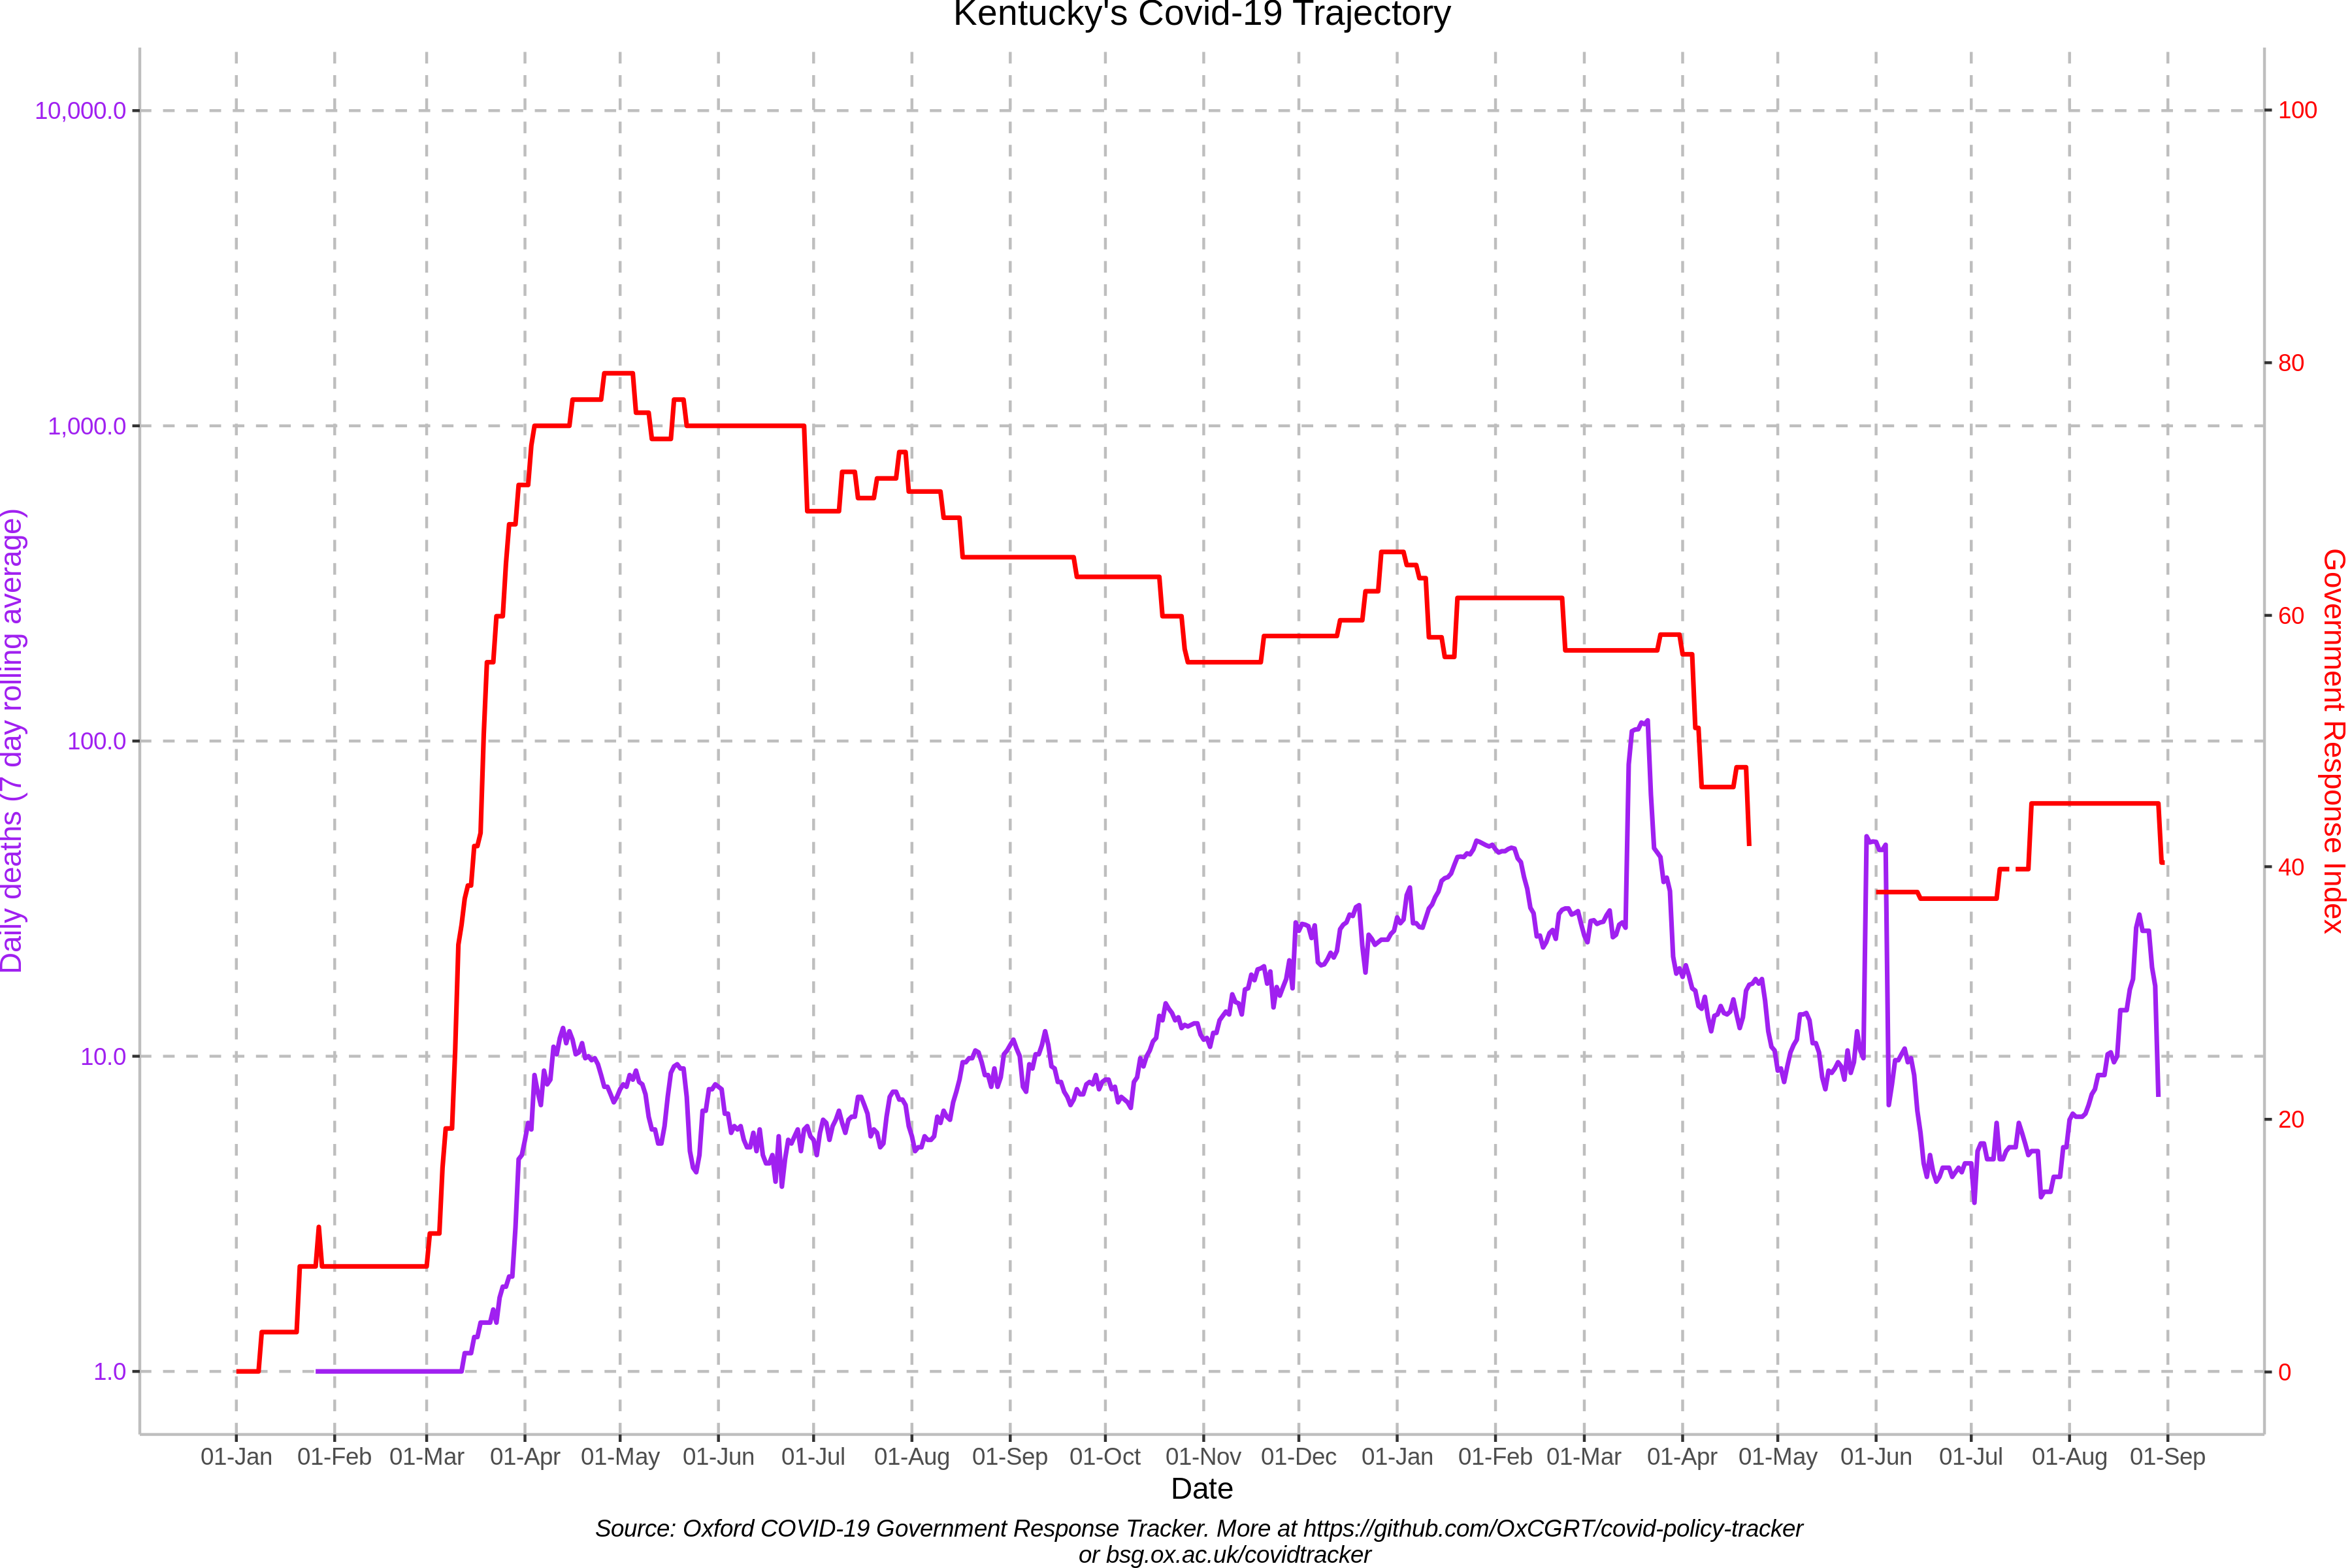 Kentucky's Covid-19 Trajectory
Daily deaths (7 day rolling average)
10,000.0
1,000.0
100.0
10.0
1.0
100
80
60
40
20
0
Government Response Index
01-Jan 01-Feb 01-Mar 01-Apr 01-May 01-Jun 01-Jul 01-Aug 01-Sep 01-Oct 01-Nov 01-Dec 01-Jan 01-Feb 01-Mar 01-Apr 01-May 01-Jun 01-Jul 01-Aug 01-Sep
Date
Source: Oxford COVID-19 Government Response Tracker. More at https://github.com/OxCGRT/covid-policy-tracker
or bsg.ox.ac.uk/covidtracker